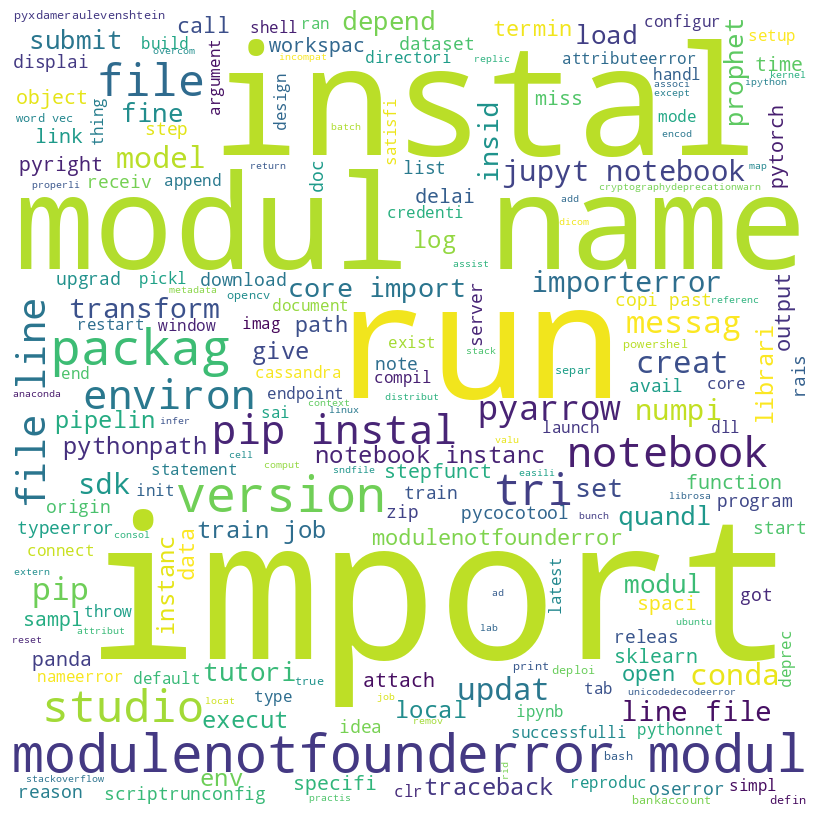 pyxdameraulevenshtein
call
shell
ran
depend
termin
load
configur
setup
submit
build
overcom
workspac
dataset
attributeerror
prophet
time
displai
file
argument
incompat
directori
replic
handl
associ
except
ipython
kernel
object
fine
design
instal
satisfi
miss
mode
encod
pytorch
word vec
thing
step
batch
insid
link
pyright
model
return
doc
list
jupyt notebook
map
properli
receiv
append
delai
cryptographydeprecationwarn
credenti
add
dicom
modul name
log
assist
upgrad
pickl
download
core import
importerror
output
metadata
opencv
document
server
copi past
referenc
transform
path
run
messag
librari
rais
restart
window
imag
exist
stack
powershel
file line
packag
give
note
compil
separ
creat
avail
core
end
cassandra
anaconda
environ
endpoint
distribut
pyarrow
numpi
context
linux
launch
dll
infer
pipelin
sai
pip instal
valu
notebook
pythonpath
cell
notebook instanc
statement
comput
sndfile
stepfunct
easili
function
sdk
init
version
train
tri
set
bunch
librosa
program
origin
zip
pycocotool
quandl
typeerror
train job
modulenotfounderror
start
consol
connect
data
instanc
import
latest
extern
pip
modul
got
sampl
throw
ad
spaci
attribut
ubuntu
reset
lab
releas
deprec
panda
print
sklearn
nameerror
default
tutori
true
attach
updat
deploi
open
conda
type
job
tab
unicodedecodeerror
studio
locat
local
ipynb
line file
execut
remov
idea
successfulli
pythonnet
modulenotfounderror modul
bash
stackoverflow
env
specifi
rid
reproduc
oserror
simpl
reason
scriptrunconfig
practis
clr
traceback
bankaccount
defin